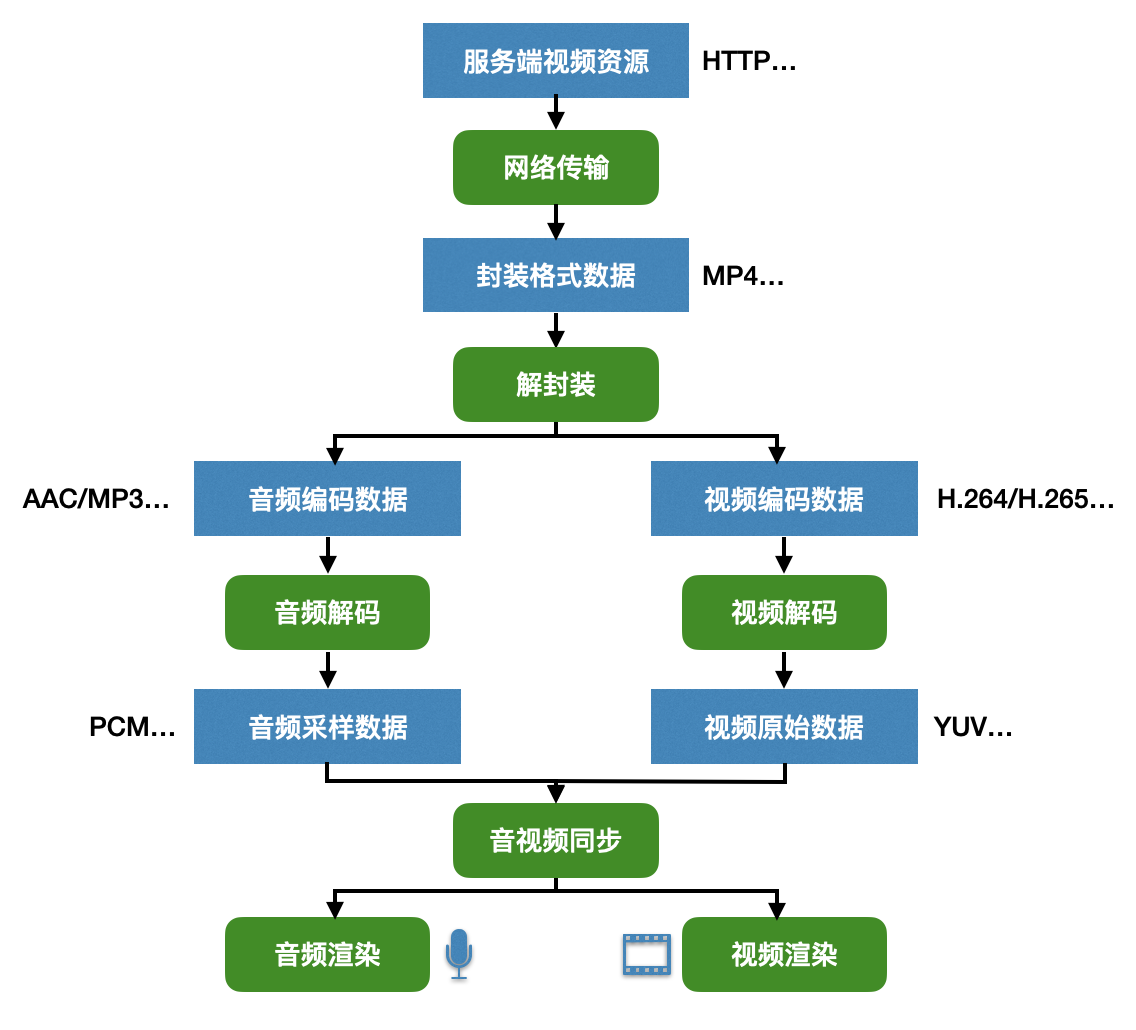 服务端视频资源
HTTP…
网络传输
封装格式数据
MP4…
解封装
AAC/MP3…
音频编码数据
视频编码数据
H.264/H.265…
音频解码
视频解码
PCM…
音频采样数据
视频原始数据
YUV…
音视频同步
音频渲染
视频渲染